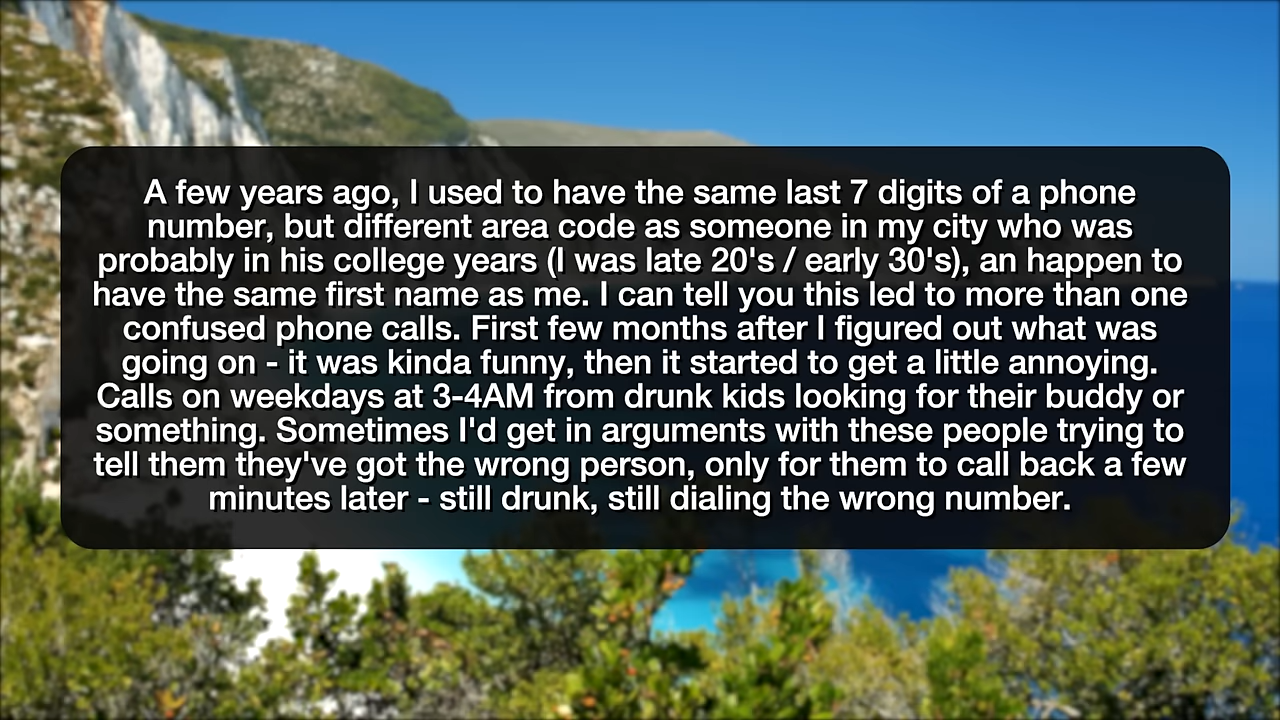 A few years ago, I used to have the same last 7 digits of a phone
number, but different area code as someone in my city who was
probably in his college years (I was late 20's / early 30's), an happen to
have the same first name as me. I can tell you this led to more than one
confused phone calls. First few months after I figured out what was
going on - it was kinda funny, then it started to get a little annoying.
Calls on weekdays at 3-4AM from drunk kids looking for their buddy or
something. Sometimes I'd get in arguments with these people trying to
tell them they've got the wrong person, only for them to call back a few
minutes later - still drunk, still dialing the wrong number.